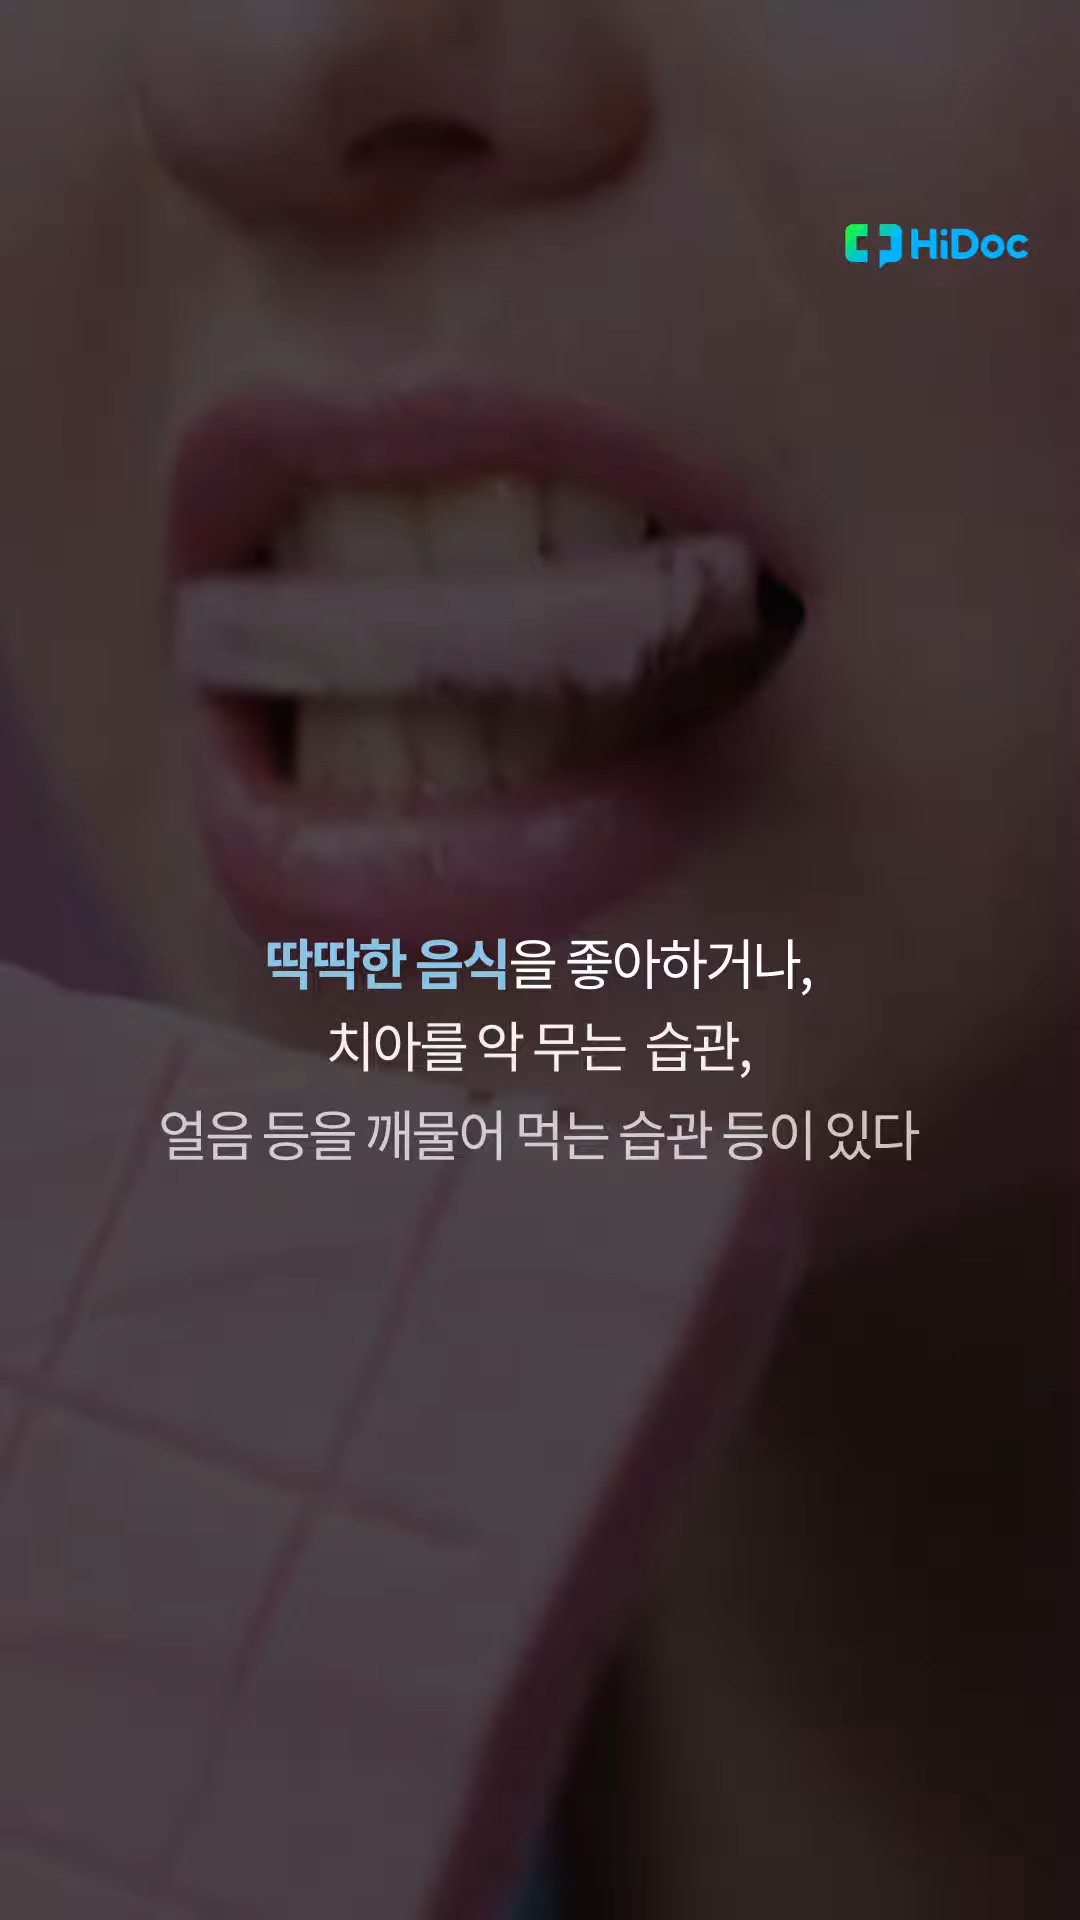 HiDoc
딱딱한 음식을 좋아하거나,
치아를 악 무는 습관,
얼음 등을 깨물어 먹는 습관 등이 있다